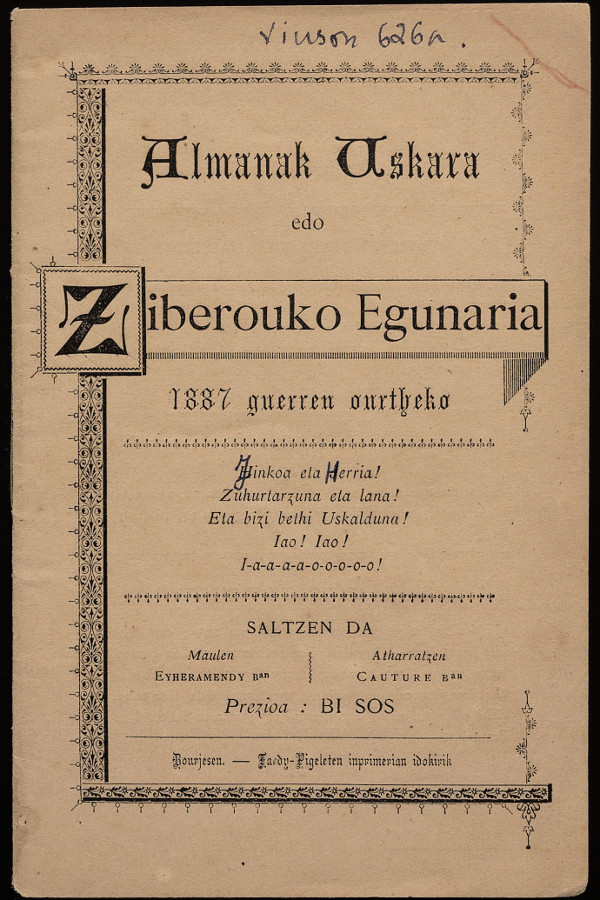 Vinson 626a.
Almanak Uskara
edo
Ziberouko Egunaria
1887 guerren ourtheko
Jinkoa eta Herria!
Zuhurtarzuna eta lana!
Eta bizi bethi Uskalduna!
Iao! Iao!
I-a-a-a-a-o-o-o-o-o!
SALTZEN DA
Maulen
EYHERAMENDY Ban
Atharratzen
CAUTURE Ban
Prezioa : BI SOS
Bourjesen. — Tardy-Pigeleten inprimerian idokirik